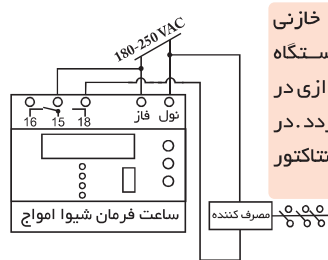 خازنی
ستگاه
ازی در
ردد. در
نتاکتور
180-250 VAC
16 15 18 فاز نول
ساعت فرمان شیوا امواج
مصرف کننده